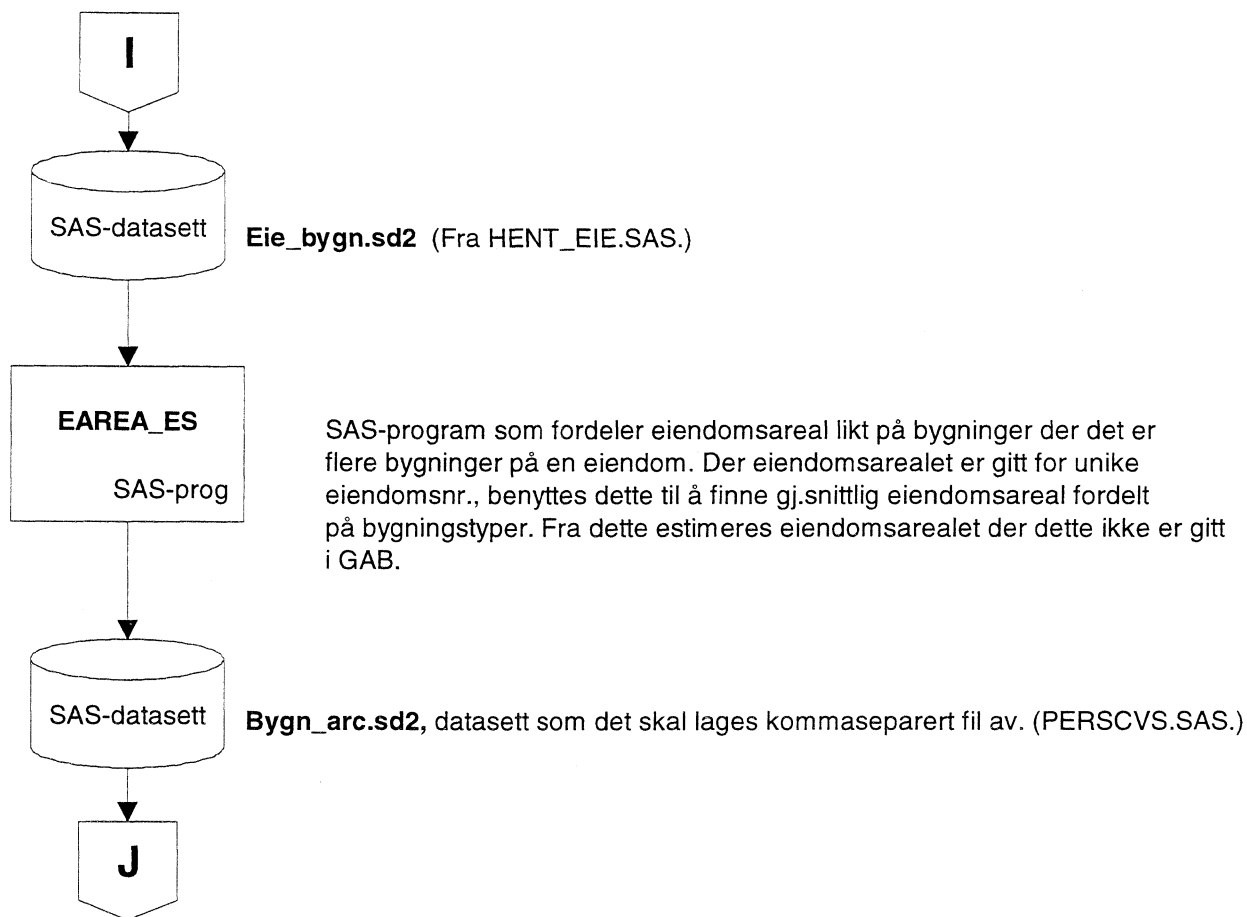 I
SAS-datasett
Eie_bygn.sd2 (Fra HENT_EIE.SAS.)
EAREA_ES
SAS-prog
SAS-program som fordeler eiendomsareal likt på bygninger der det er
flere bygninger på en eiendom. Der eiendomsarealet er gitt for unike
eiendomsnr., benyttes dette til å finne gj.snittlig eiendomsareal fordelt
på bygningstyper. Fra dette estimeres eiendomsarealet der dette ikke er gitt
i GAB.
SAS-datasett
Bygn_arc.sd2, datasett som det skal lages kommaseparert fil av. (PERSCVS.SAS.)
J